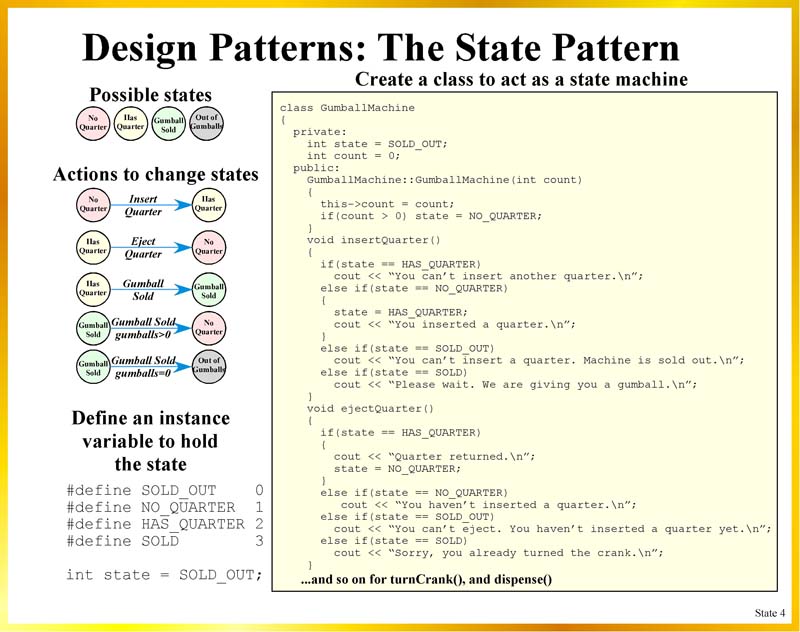 Design Patterns: The State Pattern
Possible states
No
Quarter
Has
Quarter
Gumball
Sold
Out of
Gumballs
Actions to change states
No
Quarter
Insert
Quarter
Has
Quarter
Has
Quarter
Eject
Quarter
No
Quarter
Has
Quarter
Gumball
Sold
Gumball
Sold
Gumball
Sold
Gumball Sold
gumballs>0
No
Quarter
Gumball
Sold
Gumball Sold
gumballs=0
Out of
Gumballs
Define an instance
variable to hold
the state
#define SOLD_OUT 0
#define NO_QUARTER 1
#define HAS_QUARTER 2
#define SOLD 3
int state = SOLD_OUT;
Create a class to act as a state machine
class GumballMachine
{
private:
int state = SOLD_OUT;
int count = 0;
public:
GumballMachine::GumballMachine(int count)
{
this->count = count;
if(count > 0) state = NO_QUARTER;
}
void insertQuarter()
{
if(state == HAS_QUARTER)
cout << “You can’t insert another quarter.\n”;
else if(state == NO_QUARTER)
{
state = HAS_QUARTER;
cout << “You inserted a quarter.\n”;
}
else if(state == SOLD_OUT)
cout << “You can’t insert a quarter. Machine is sold out.\n”;
else if(state == SOLD)
cout << “Please wait. We are giving you a gumball.\n”;
}
void ejectQuarter()
{
if(state == HAS_QUARTER)
{
cout << “Quarter returned.\n”;
state = NO_QUARTER;
}
else if(state == NO_QUARTER)
cout << “You haven’t inserted a quarter.\n”;
else if(state == SOLD_OUT)
cout << “You can’t eject. You haven’t inserted a quarter yet.\n”;
else if(state == SOLD)
cout << “Sorry, you already turned the crank.\n”;
}
...and so on for turnCrank(), and dispense()
State 4